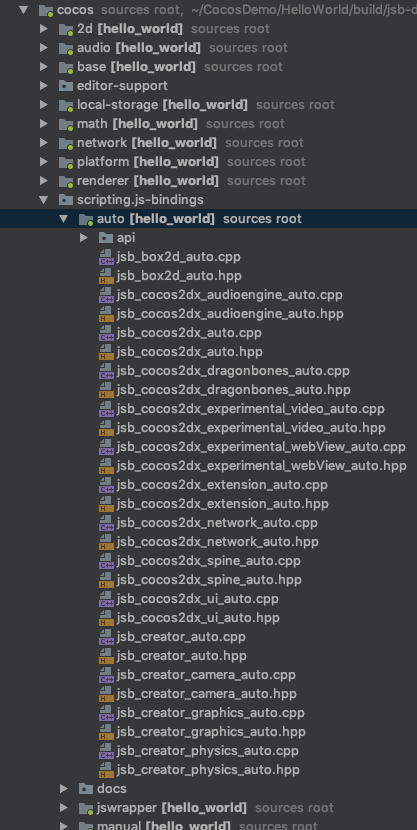 cocos sources root, ~/CocosDemo/HelloWorld/build/jsb-d
2d [hello_world] sources root
audio [hello_world] sources root
base [hello_world] sources root
editor-support
local-storage [hello_world] sources root
math [hello_world] sources root
network [hello_world] sources root
platform [hello_world] sources root
renderer [hello_world] sources root
scripting.js-bindings
auto [hello_world] sources root
api
jsb_box2d_auto.cpp
jsb_box2d_auto.hpp
jsb_cocos2dx_audioengine_auto.cpp
jsb_cocos2dx_audioengine_auto.hpp
jsb_cocos2dx_auto.cpp
jsb_cocos2dx_auto.hpp
jsb_cocos2dx_dragonbones_auto.cpp
jsb_cocos2dx_dragonbones_auto.hpp
jsb_cocos2dx_experimental_video_auto.cpp
jsb_cocos2dx_experimental_video_auto.hpp
jsb_cocos2dx_experimental_webView_auto.cpp
jsb_cocos2dx_experimental_webView_auto.hpp
jsb_cocos2dx_extension_auto.cpp
jsb_cocos2dx_extension_auto.hpp
jsb_cocos2dx_network_auto.cpp
jsb_cocos2dx_network_auto.hpp
jsb_cocos2dx_spine_auto.cpp
jsb_cocos2dx_spine_auto.hpp
jsb_cocos2dx_ui_auto.cpp
jsb_cocos2dx_ui_auto.hpp
jsb_creator_auto.cpp
jsb_creator_auto.hpp
jsb_creator_camera_auto.cpp
jsb_creator_camera_auto.hpp
jsb_creator_graphics_auto.cpp
jsb_creator_graphics_auto.hpp
jsb_creator_physics_auto.cpp
jsb_creator_physics_auto.hpp
docs
jswrapper [hello_world] sources root
manual [hello_world] sources root